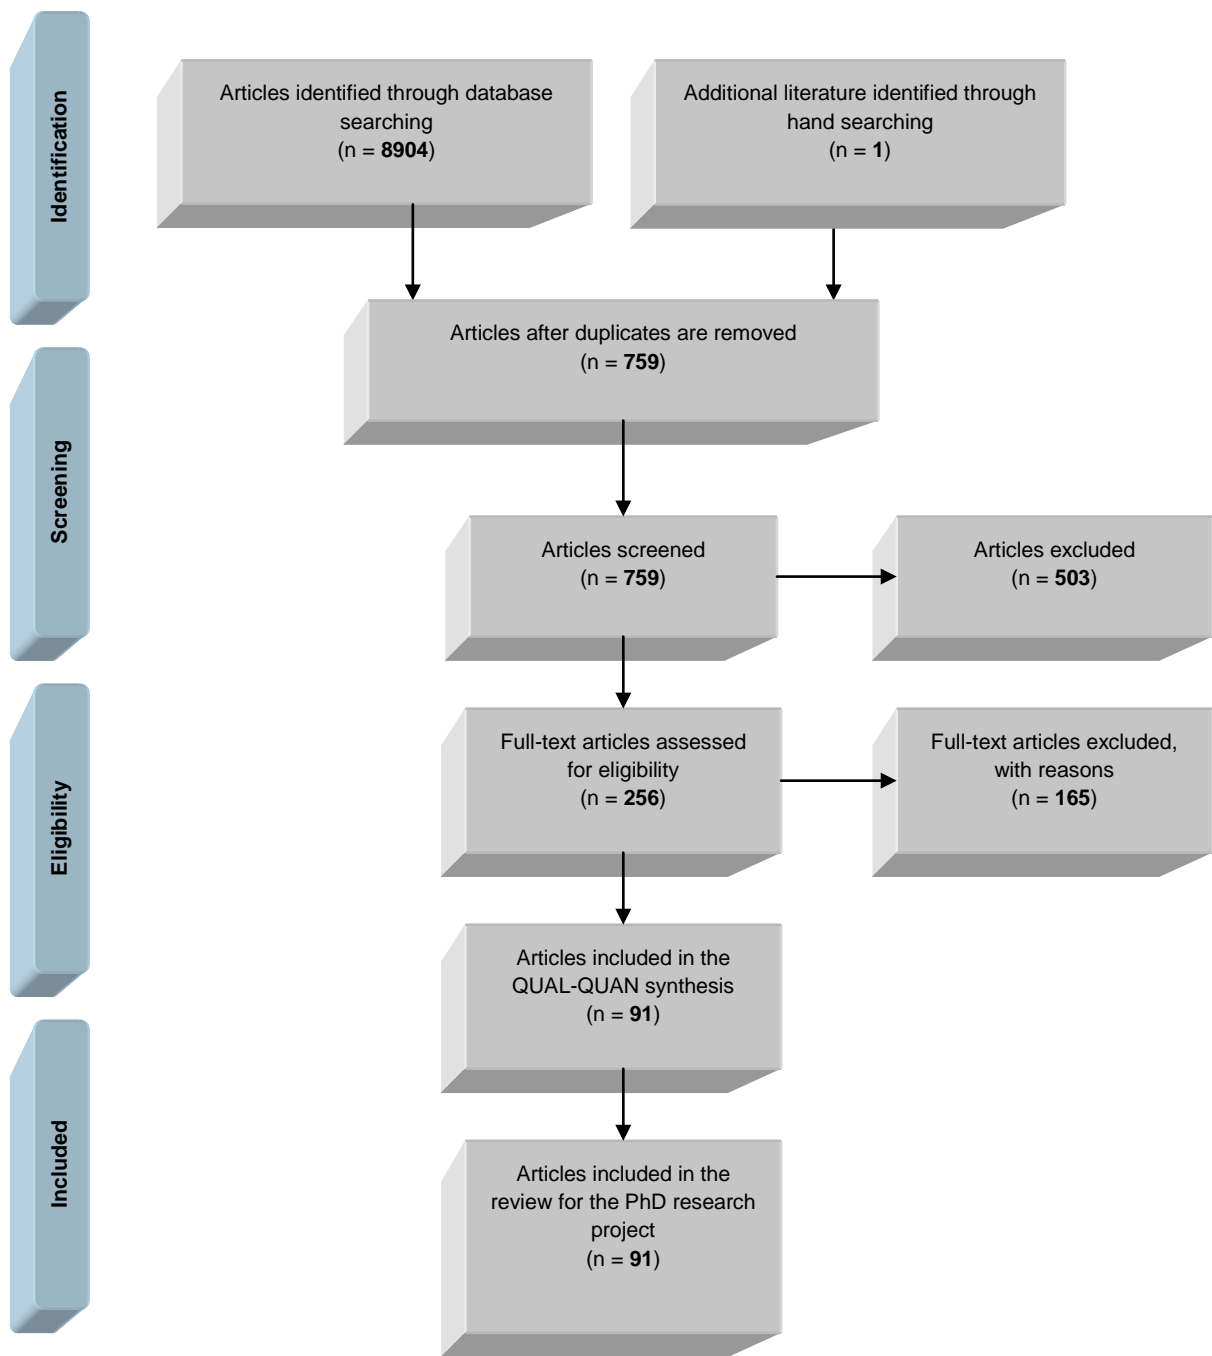 Identification
Articles identified through database
searching
(n = 8904)
Additional literature identified through
hand searching
(n = 1)
Articles after duplicates are removed
(n = 759)
Screening
Articles screened
(n = 759)
Articles excluded
(n = 503)
Eligibility
Full-text articles assessed
for eligibility
(n = 256)
Full-text articles excluded,
with reasons
(n = 165)
Articles included in the
QUAL-QUAN synthesis
(n = 91)
Included
Articles included in the
review for the PhD research
project
(n = 91)